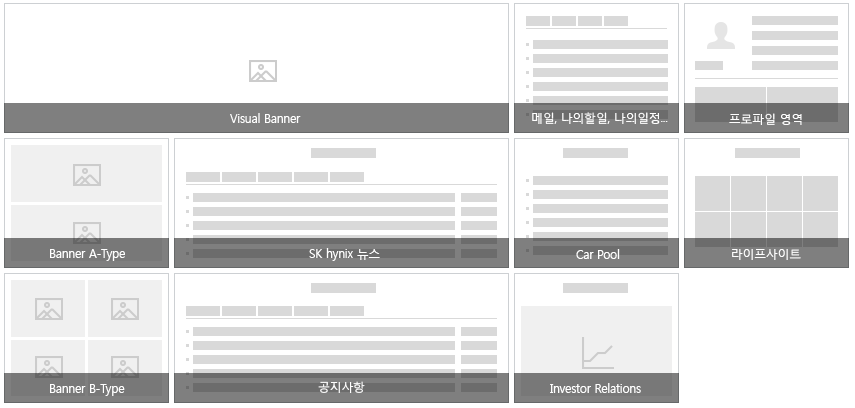 Visual Banner
메일, 나의할일, 나의일정...
프로파일 영역
Banner A-Type
SK hynix 뉴스
Car Pool
라이프사이트
Banner B-Type
공지사항
Investor Relations